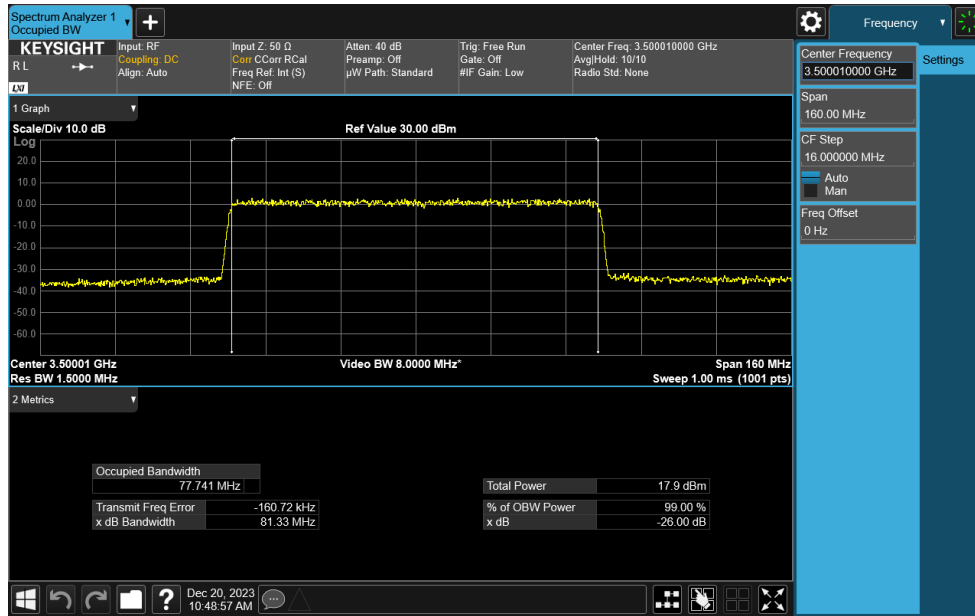 Spectrum Analyzer 1
Occupied BW
Frequency
KEYSIGHT
R L
LXI
Input: RF
Coupling: DC
Align: Auto
Input Z: 50 Ω
Corr CCorr RCal
Freq Ref: Int (S)
NFE: Off
Atten: 40 dB
Preamp: Off
µW Path: Standard
Trig: Free Run
Gate: Off
#IF Gain: Low
Center Freq: 3.500010000 GHz
Avg|Hold: 10/10
Radio Std: None
Center Frequency
3.500010000 GHz
Settings
Span
160.00 MHz
CF Step
16.000000 MHz
Auto
Man
Freq Offset
0 Hz
1 Graph
Scale/Div 10.0 dB
Ref Value 30.00 dBm
Log
20.0
10.0
0.00
-10.0
-20.0
-30.0
-40.0
-50.0
-60.0
Center 3.50001 GHz
Video BW 8.0000 MHz*
Span 160 MHz
Res BW 1.5000 MHz
Sweep 1.00 ms (1001 pts)
2 Metrics
Occupied Bandwidth
77.741 MHz
Total Power 17.9 dBm
Transmit Freq Error -160.72 kHz
% of OBW Power 99.00 %
x dB Bandwidth 81.33 MHz
x dB -26.00 dB
?
Dec 20, 2023
10:48:57 AM